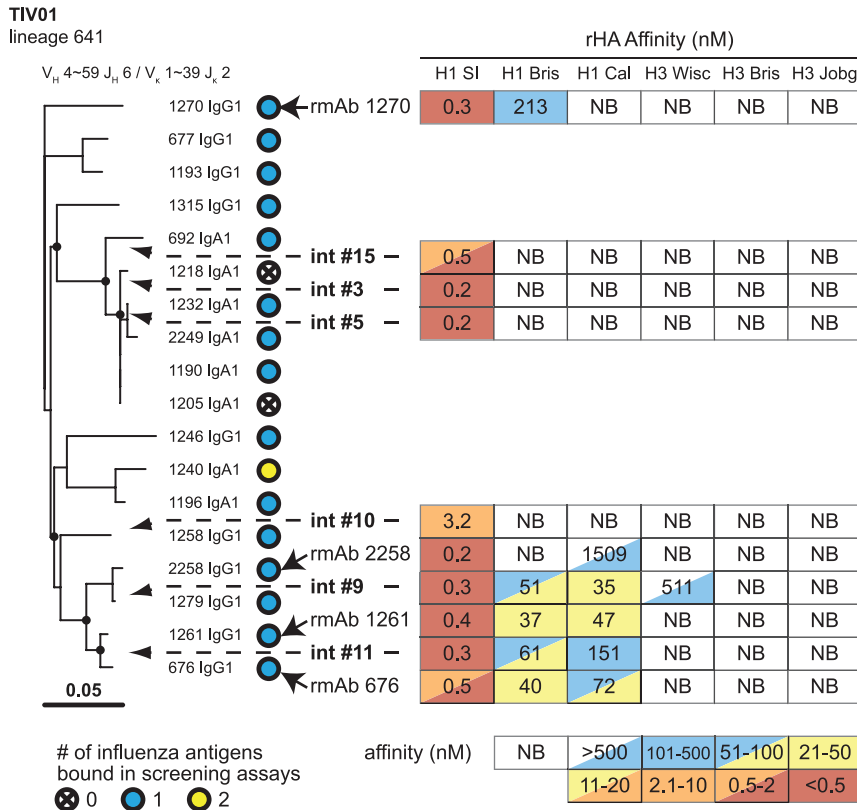 TIV01
lineage 641
rHA Affinity (nM)
V_H 4~59 J_H 6 / V_κ 1~39 J_κ 2
H1 SI H1 Bris H1 Cal H3 Wisc H3 Bris H3 Jobg
1270 IgG1 rmAb 1270 0.3 213 NB NB NB NB
677 IgG1
1193 IgG1
1315 IgG1
692 IgA1
int #15 0.5 NB NB NB NB NB
1218 IgA1
int #3 0.2 NB NB NB NB NB
1232 IgA1
int #5 0.2 NB NB NB NB NB
2249 IgA1
1190 IgA1
1205 IgA1
1246 IgG1
1240 IgA1
1196 IgA1
int #10 3.2 NB NB NB NB NB
1258 IgG1
rmAb 2258 0.2 NB 1509 NB NB NB
2258 IgG1
int #9 0.3 51 35 511 NB NB
1279 IgG1
rmAb 1261 0.4 37 47 NB NB NB
1261 IgG1
int #11 0.3 61 151 NB NB NB
676 IgG1
rmAb 676 0.5 40 72 NB NB NB
0.05
# of influenza antigens
bound in screening assays
0 1 2
affinity (nM) NB >500 101-500 51-100 21-50
11-20 2.1-10 0.5-2 <0.5